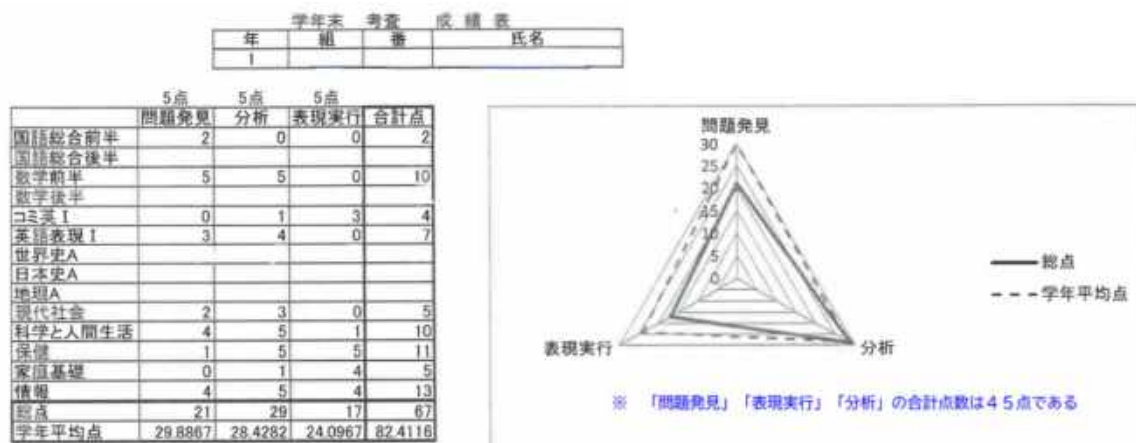 学年末 考査 成績表
年 組 番 氏名
1
5点 5点 5点
問題発見 分析 表現実行 合計点
国語総合前半 2 0 0 2
国語総合後半
数学前半 5 5 0 10
数学後半
コミ英Ⅰ 0 1 3 4
英語表現Ⅰ 3 4 0 7
世界史A
日本史A
地理A
現代社会 2 3 0 5
科学と人間生活 4 5 1 10
保健 1 5 5 11
家庭基礎 0 1 4 5
情報 4 5 4 13
総点 21 29 17 67
学年平均点 29.8867 28.4282 24.0967 82.4116
問題発見
30
25
20
15
10
5
0
表現実行
分析
総点
学年平均点
※ 「問題発見」「表現実行」「分析」の合計点数は45点である